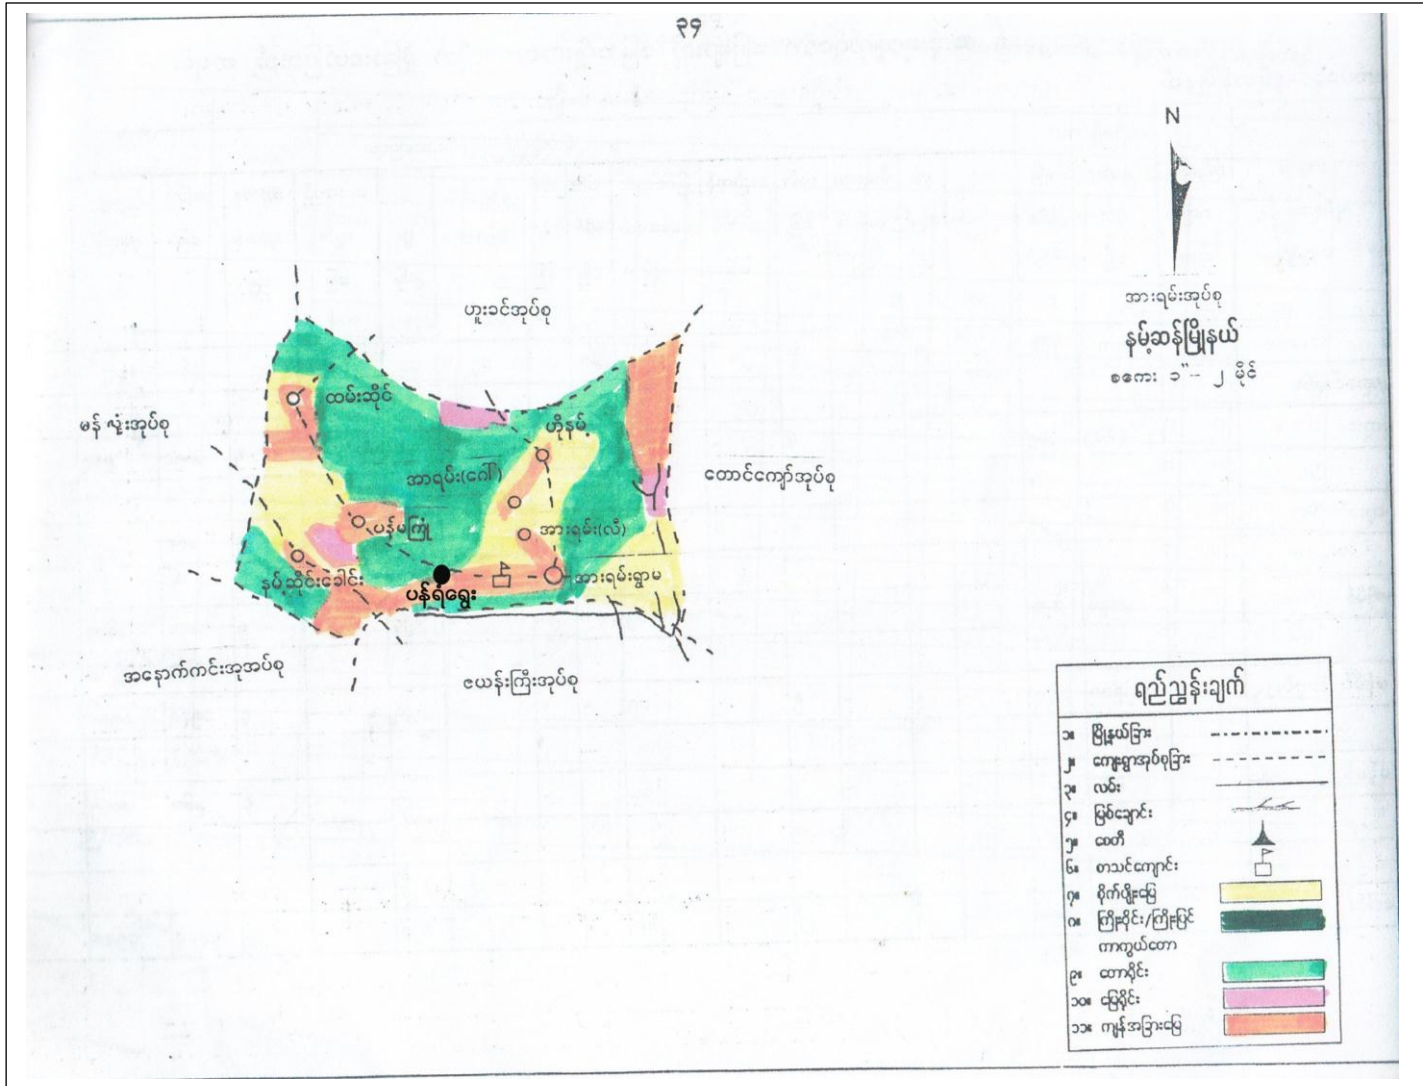 ၃၄
N
အားရမ်းအုပ်စု
နမ့်ဆန်မြို့နယ်
စကေး ၁" - ၂ မိုင်
ဟူးခင်အုပ်စု
ထမ်းဆိုင်
မန်လုံးအုပ်စု
ဟိုနမ့်
အာရမ်း(ဂေါ်)
တောင်ကျော်အုပ်စု
ပန်မကြုံ
အားရမ်း(လီ)
နမ့်ဆိုင်းခေါင်း
ပန်ရံရွေး
အားရမ်းရွာမ
အနောက်ကင်းအုအပ်စု
ဇယန်းကြီးအုပ်စု
ရည်ညွှန်းချက်
၁။ မြို့နယ်ခြား
၂။ ကျေးရွာအုပ်စုခြား
၃။ လမ်း
၄။ မြစ်ချောင်း
၅။ စေတီ
၆။ စာသင်ကျောင်း
၇။ စိုက်ပျိုးမြေ
၈။ ကြိုးဝိုင်း/ကြိုးပြင်
ကာကွယ်တော
၉။ တောရိုင်း
၁၀။ မြေရိုင်း
၁၁။ ကျန်အခြားမြေ